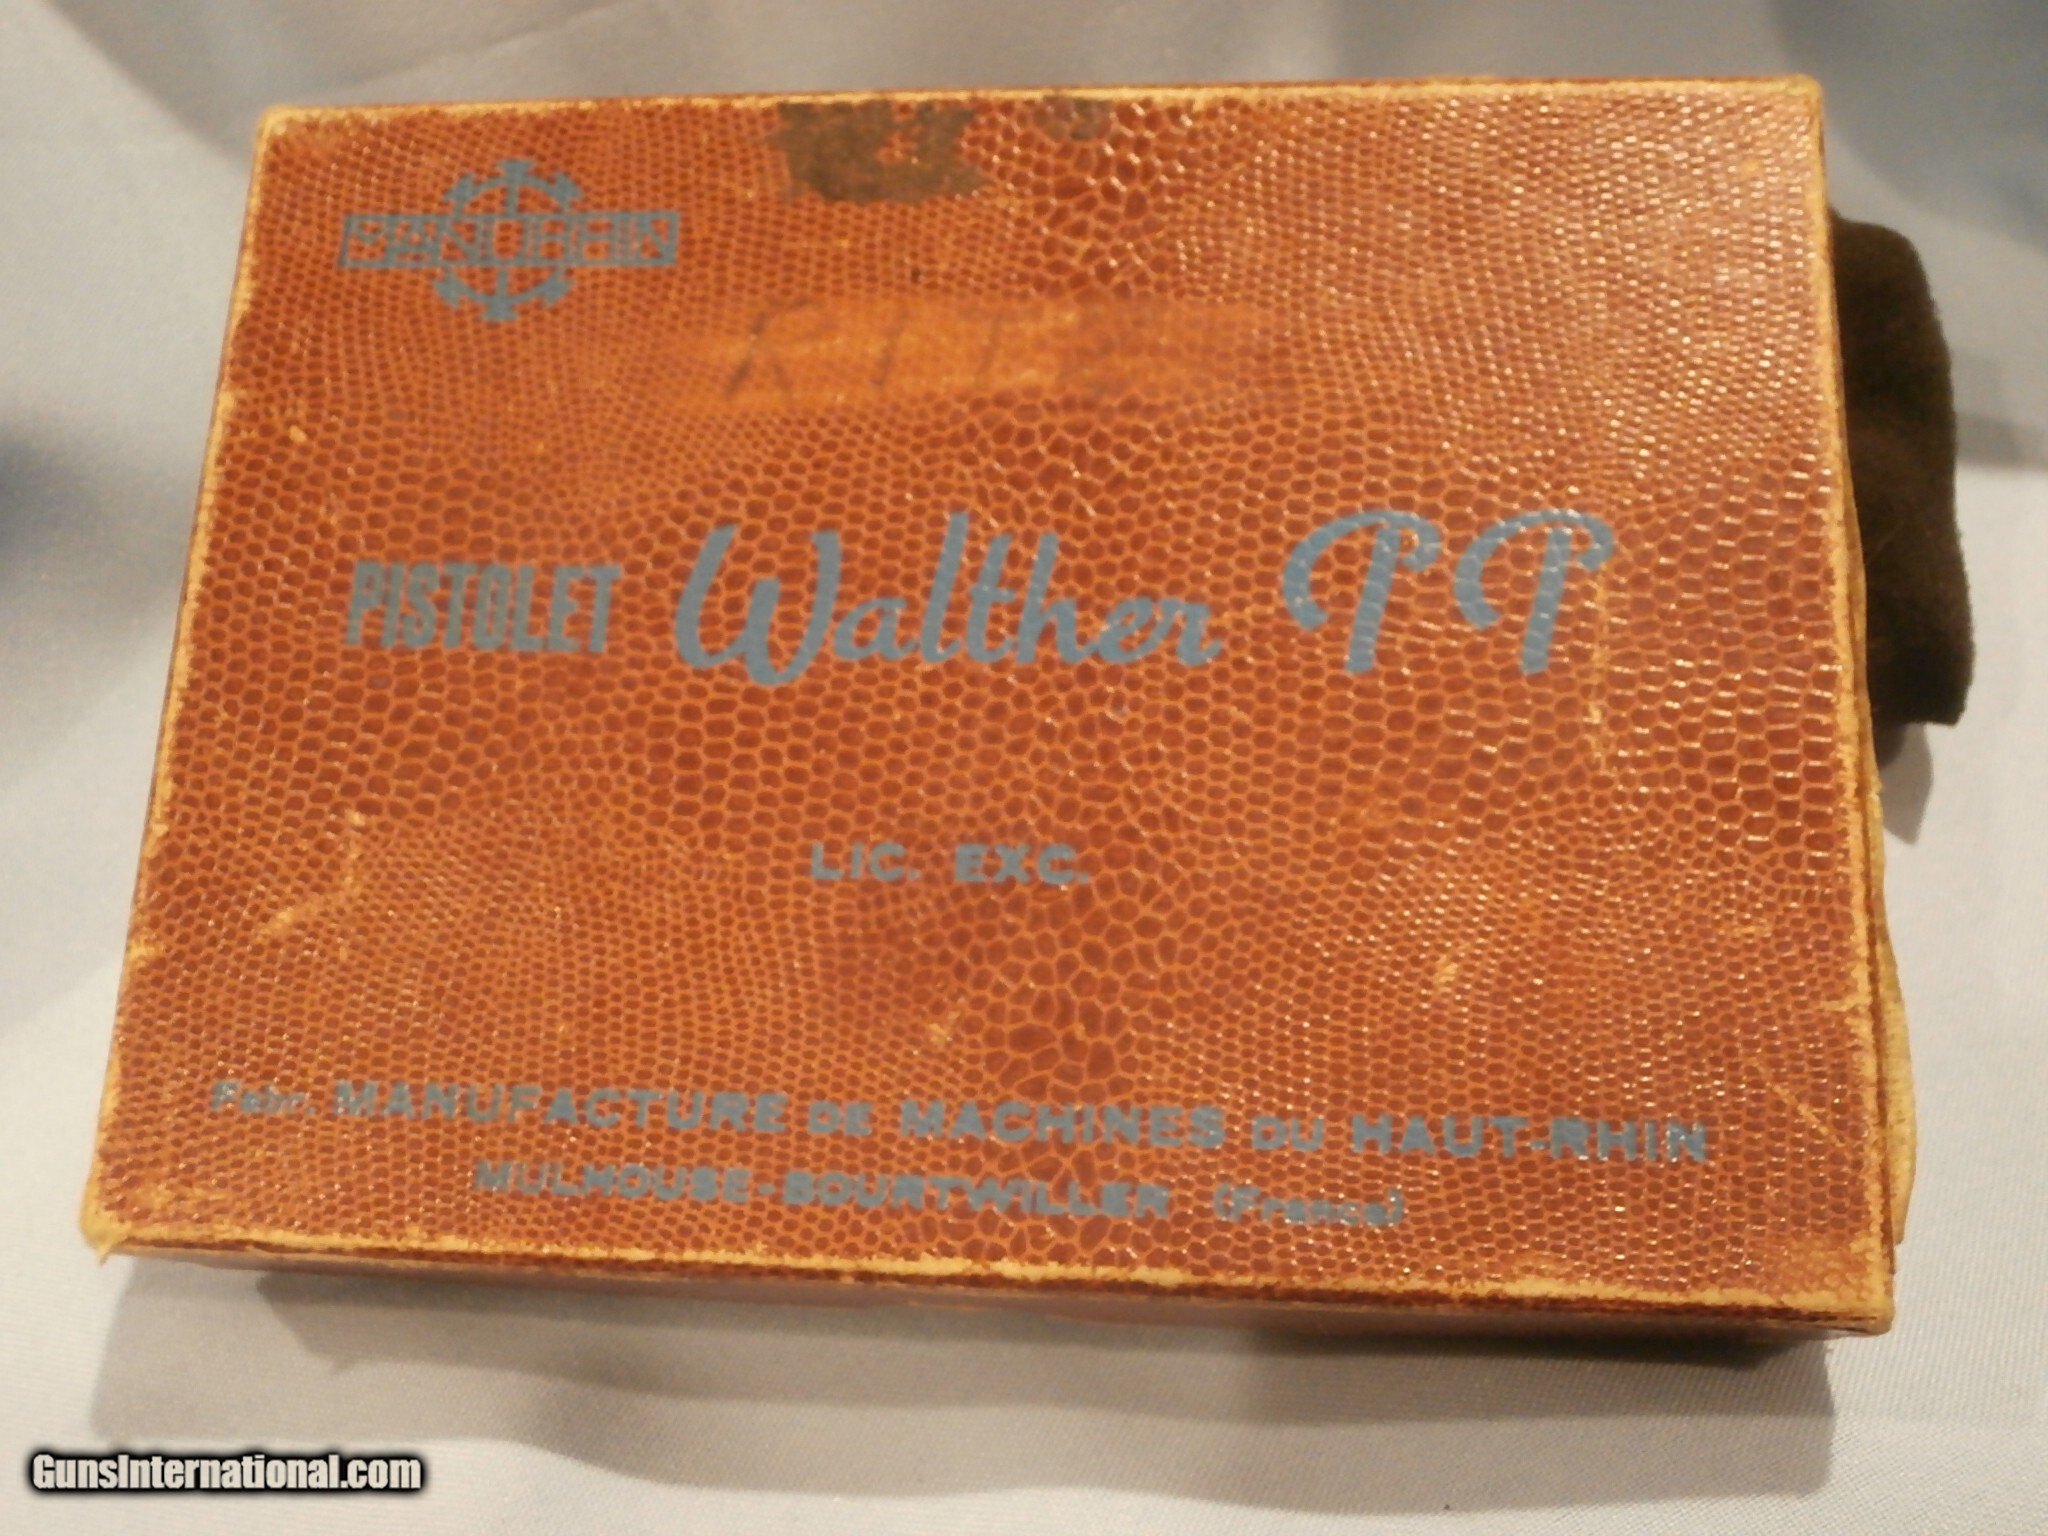 MANURHIN
PISTOLET Walther PP
LIC. EXC.
Fabr. MANUFACTURE DE MACHINES DU HAUT-RHIN
MULHOUSE-BOURTWILLER (France)
GunsInternational.com